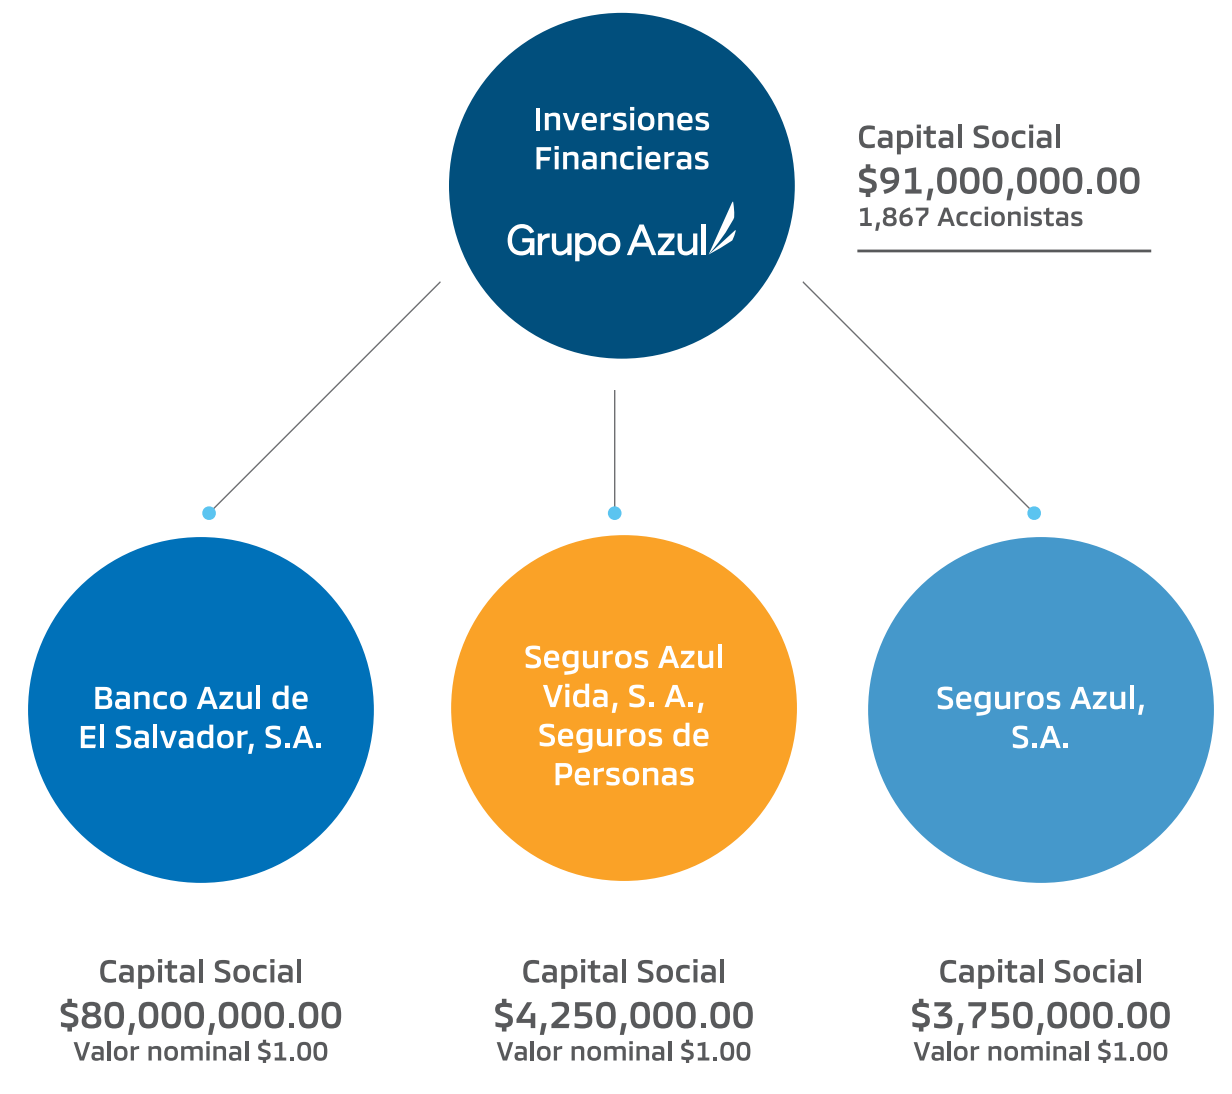 Inversiones
Financieras
Grupo Azul
Capital Social
$91,000,000.00
1,867 Accionistas
Banco Azul de
El Salvador, S.A.
Seguros Azul
Vida, S. A.,
Seguros de
Personas
Seguros Azul,
S.A.
Capital Social
$80,000,000.00
Valor nominal $1.00
Capital Social
$4,250,000.00
Valor nominal $1.00
Capital Social
$3,750,000.00
Valor nominal $1.00